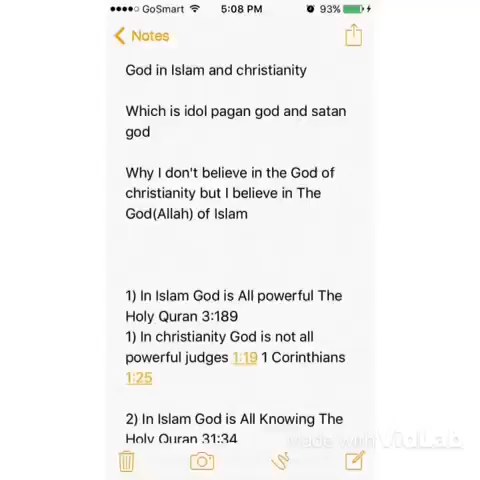 GoSmart 5:08 PM 93%
Notes
God in Islam and christianity
Which is idol pagan god and satan
god
Why I don't believe in the God of
christianity but I believe in The
God(Allah) of Islam
1) In Islam God is All powerful The
Holy Quran 3:189
1) In christianity God is not all
powerful judges 1:19 1 Corinthians
1:25
2) In Islam God is All Knowing The
Holy Quran 31:34
Made with VidLab